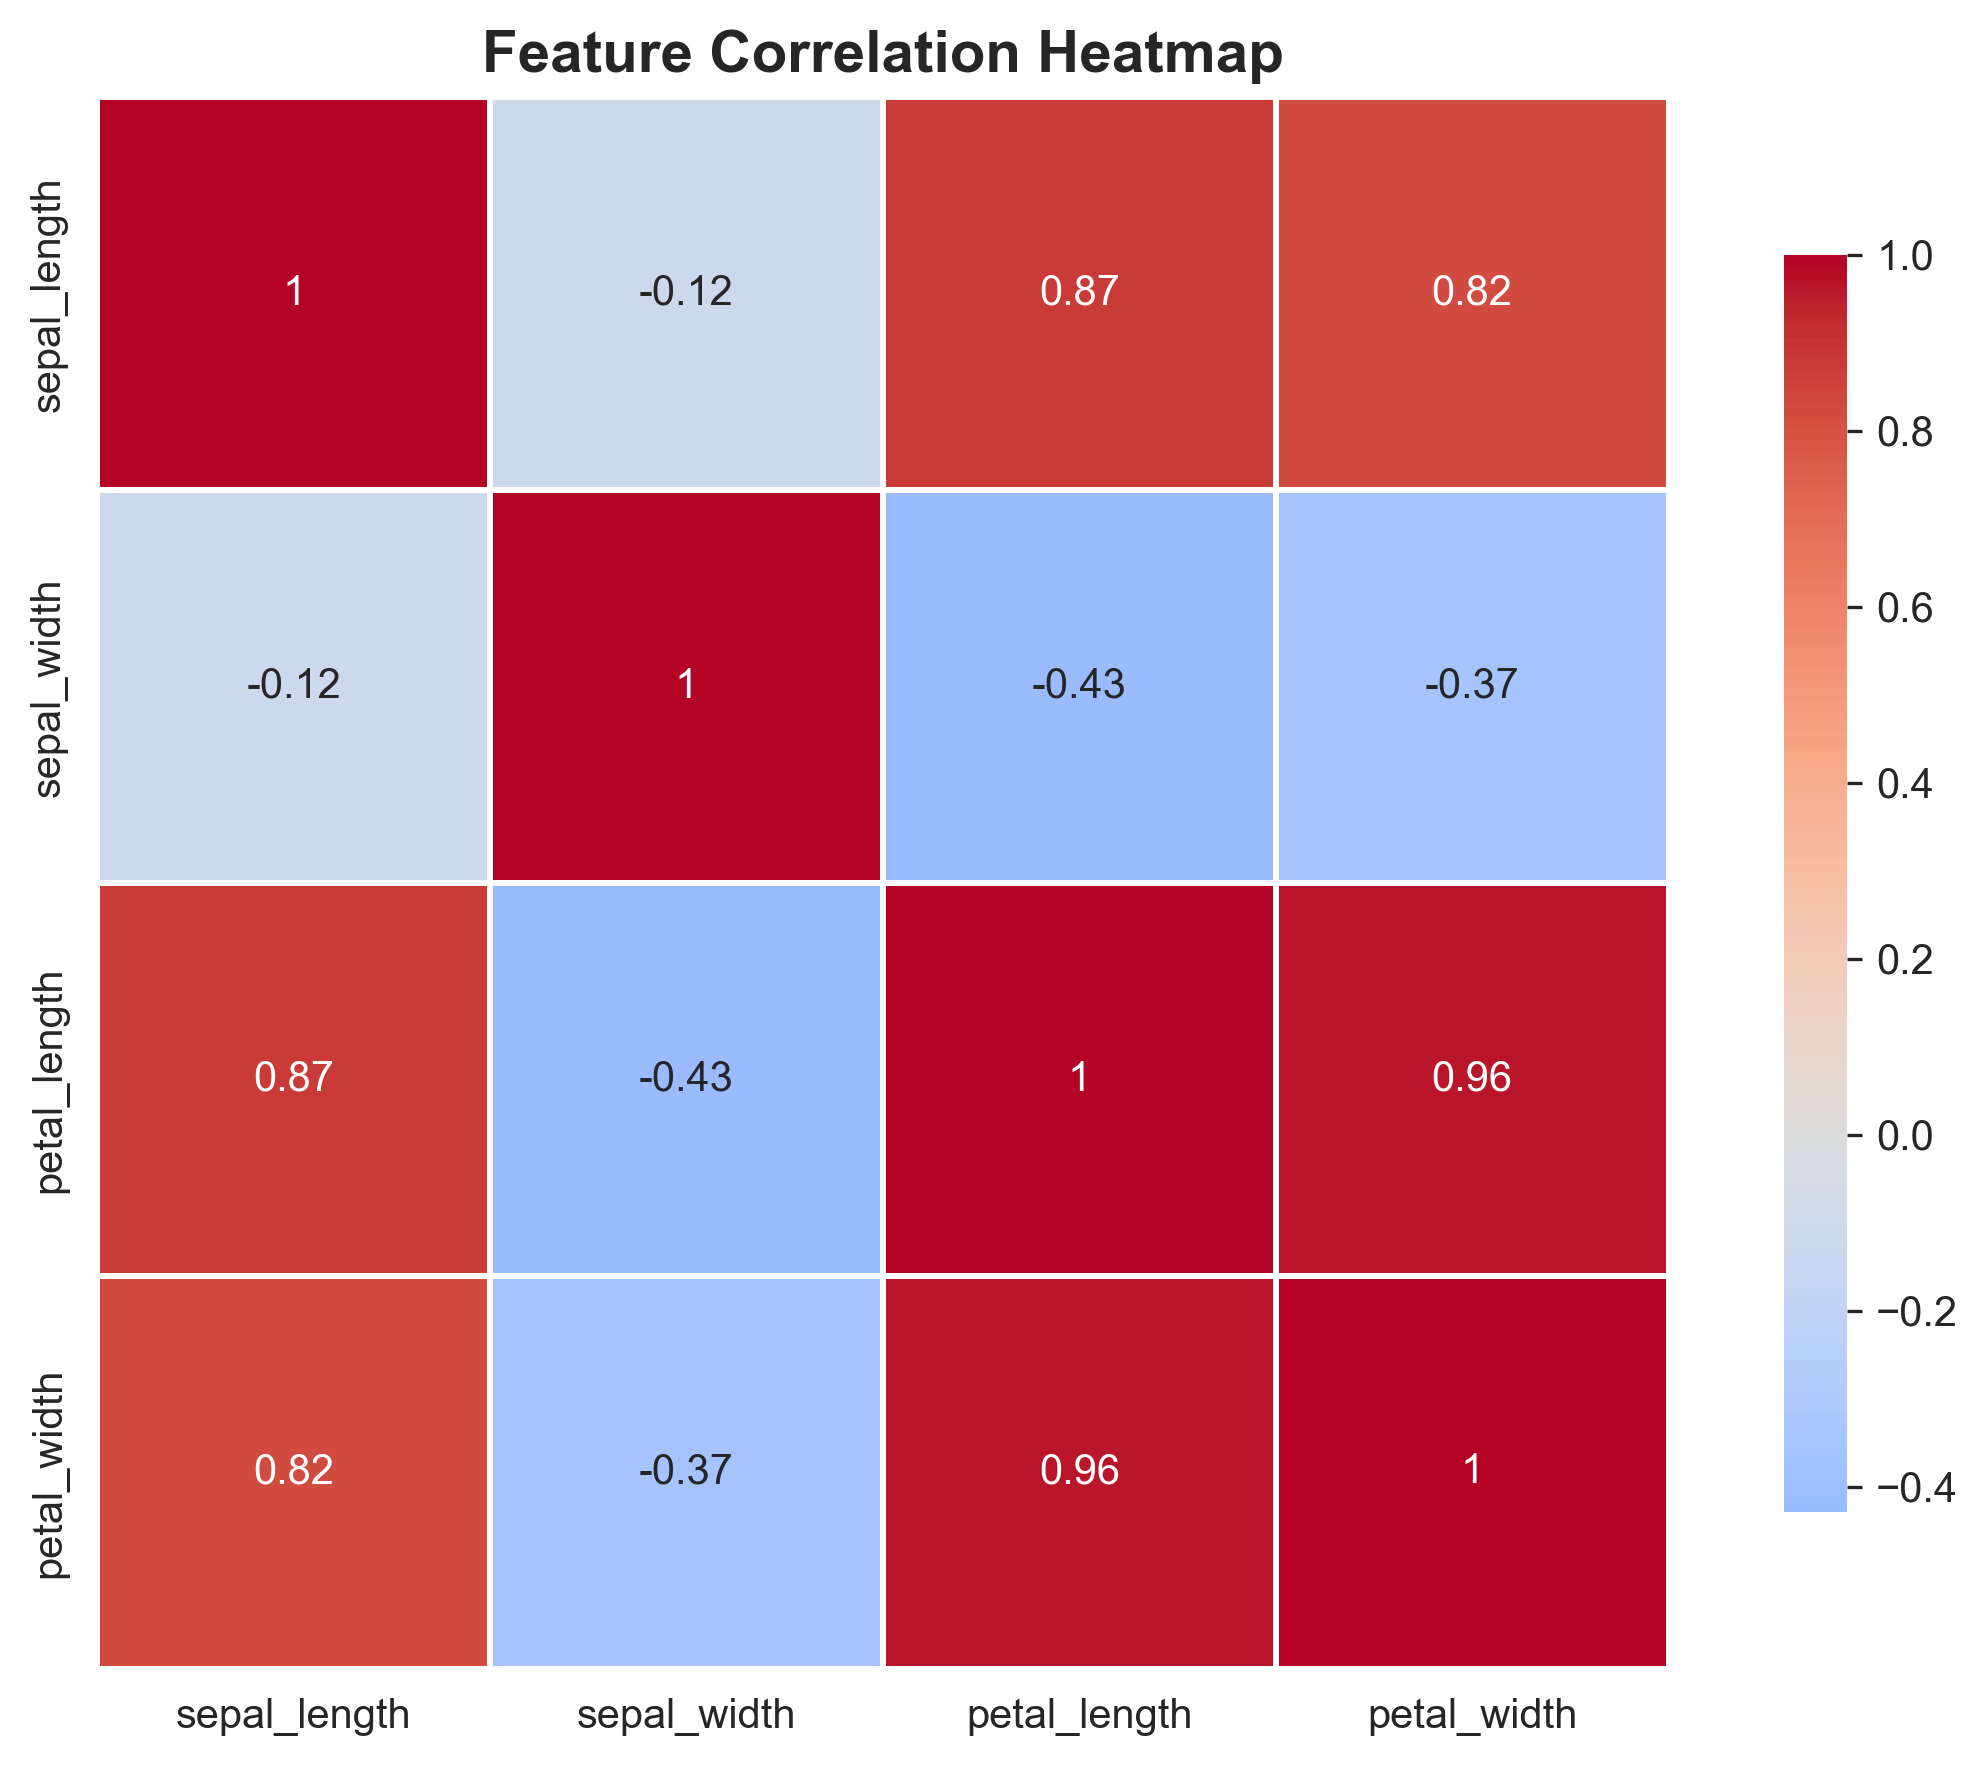 Feature Correlation Heatmap
sepal_length
1
-0.12
0.87
0.82
sepal_width
-0.12
1
-0.43
-0.37
petal_length
0.87
-0.43
1
0.96
petal_width
0.82
-0.37
0.96
1
sepal_length
sepal_width
petal_length
petal_width
1.0
0.8
0.6
0.4
0.2
0.0
−0.2
−0.4